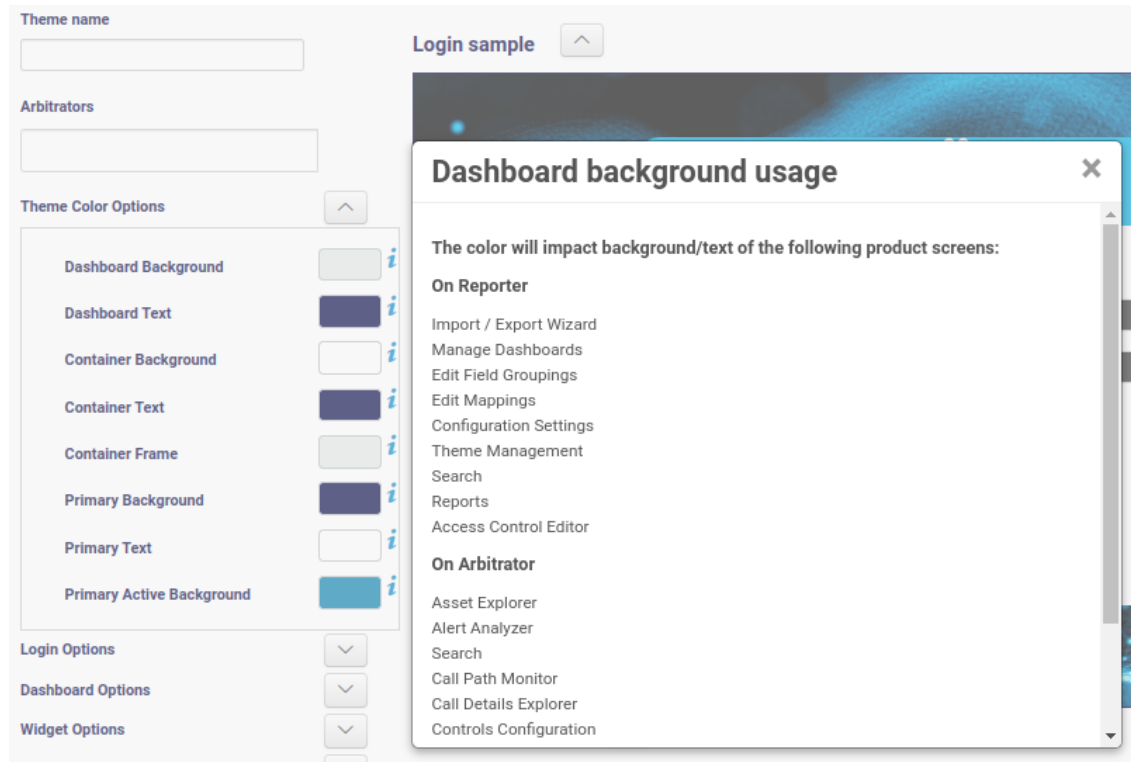 Theme name
Arbitrators
Theme Color Options
Dashboard Background
i
Dashboard Text
i
Container Background
i
Container Text
i
Container Frame
i
Primary Background
i
Primary Text
i
Primary Active Background
i
Login Options
Dashboard Options
Widget Options
Login sample
Dashboard background usage
The color will impact background/text of the following product screens:
On Reporter
Import / Export Wizard
Manage Dashboards
Edit Field Groupings
Edit Mappings
Configuration Settings
Theme Management
Search
Reports
Access Control Editor
On Arbitrator
Asset Explorer
Alert Analyzer
Search
Call Path Monitor
Call Details Explorer
Controls Configuration